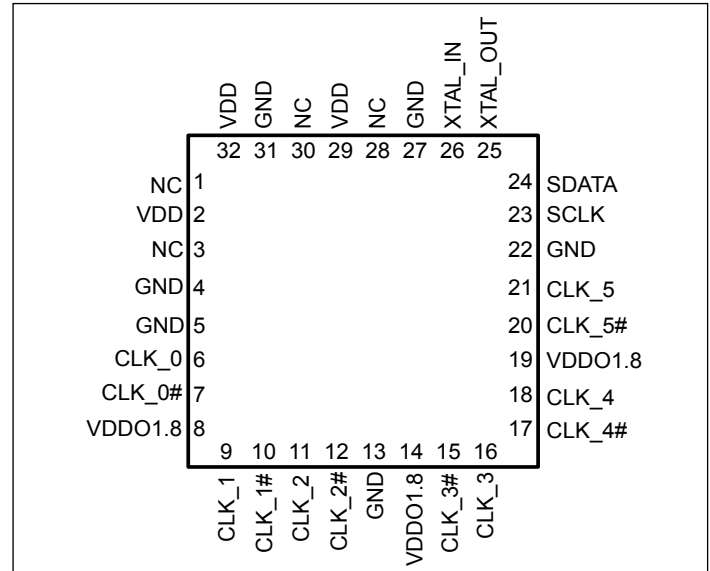 VDD GND NC VDD NC GND XTAL_IN XTAL_OUT
32 31 30 29 28 27 26 25
NC 1 24 SDATA
VDD 2 23 SCLK
NC 3 22 GND
GND 4 21 CLK_5
GND 5 20 CLK_5#
CLK_0 6 19 VDDO1.8
CLK_0# 7 18 CLK_4
VDDO1.8 8 17 CLK_4#
9 10 11 12 13 14 15 16
CLK_1 CLK_1# CLK_2 CLK_2# GND VDDO1.8 CLK_3# CLK_3